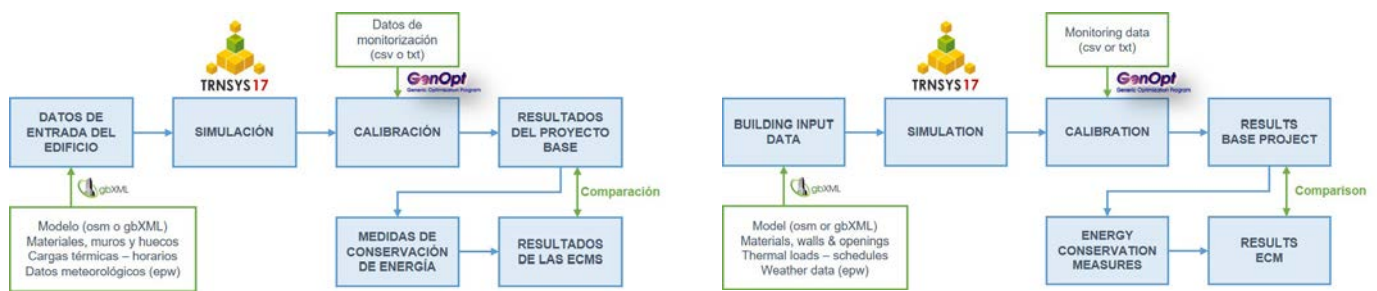 Datos de
monitorización
(csv o txt)
TRNSYS 17
GenOpt
Generic Optimization Program
DATOS DE
ENTRADA DEL
EDIFICIO
SIMULACIÓN
CALIBRACIÓN
RESULTADOS
DEL PROYECTO
BASE
gbXML
Comparación
Modelo (osm o gbXML)
Materiales, muros y huecos
Cargas térmicas – horarios
Datos meteorológicos (epw)
MEDIDAS DE
CONSERVACIÓN
DE ENERGÍA
RESULTADOS
DE LAS ECMS
Monitoring data
(csv or txt)
TRNSYS 17
GenOpt
Generic Optimization Program
BUILDING INPUT
DATA
SIMULATION
CALIBRATION
RESULTS
BASE PROJECT
gbXML
Comparison
Model (osm or gbXML)
Materials, walls & openings
Thermal loads – schedules
Weather data (epw)
ENERGY
CONSERVATION
MEASURES
RESULTS
ECM